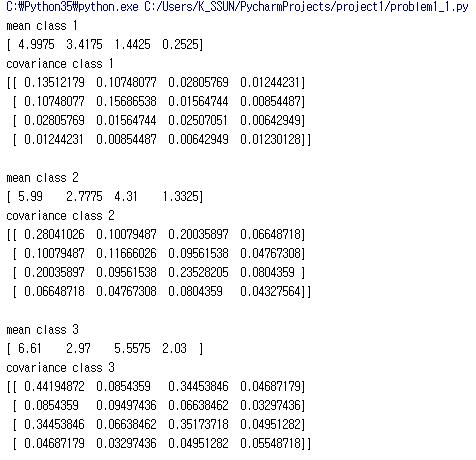 C:₩Python35₩python.exe C:/Users/K_SSUN/PycharmProjects/project1/problem1_1.py
mean class 1
[ 4.9975  3.4175  1.4425  0.2525]
covariance class 1
[[ 0.13512179  0.10748077  0.02805769  0.01244231]
 [ 0.10748077  0.15686538  0.01564744  0.00854487]
 [ 0.02805769  0.01564744  0.02507051  0.00642949]
 [ 0.01244231  0.00854487  0.00642949  0.01230128]]
mean class 2
[ 5.99    2.7775  4.31    1.3325]
covariance class 2
[[ 0.28041026  0.10079487  0.20035897  0.06648718]
 [ 0.10079487  0.11666026  0.09561538  0.04767308]
 [ 0.20035897  0.09561538  0.23528205  0.0804359 ]
 [ 0.06648718  0.04767308  0.0804359   0.04327564]]
mean class 3
[ 6.61    2.97    5.5575  2.03  ]
covariance class 3
[[ 0.44194872  0.0854359   0.34453846  0.04687179]
 [ 0.0854359   0.09497436  0.06638462  0.03297436]
 [ 0.34453846  0.06638462  0.35173718  0.04951282]
 [ 0.04687179  0.03297436  0.04951282  0.05548718]]